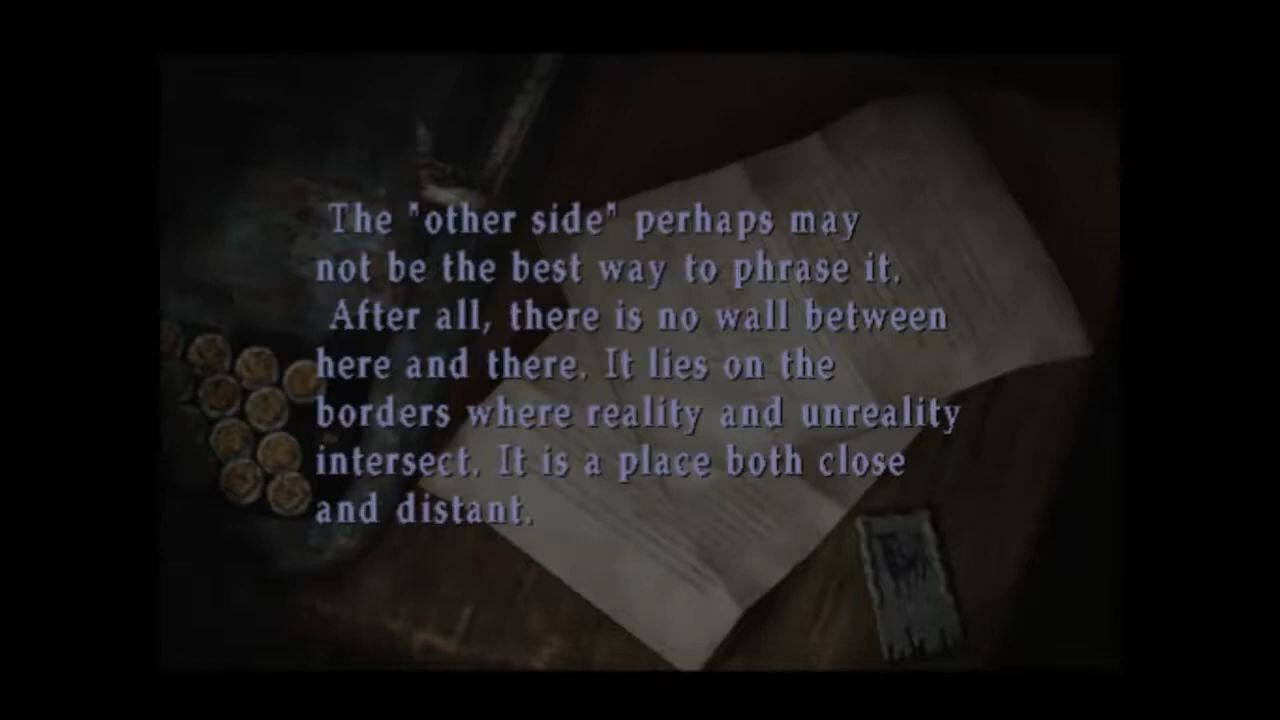 The "other side" perhaps may
not be the best way to phrase it.
After all, there is no wall between
here and there. It lies on the
borders where reality and unreality
intersect. It is a place both close
and distant.